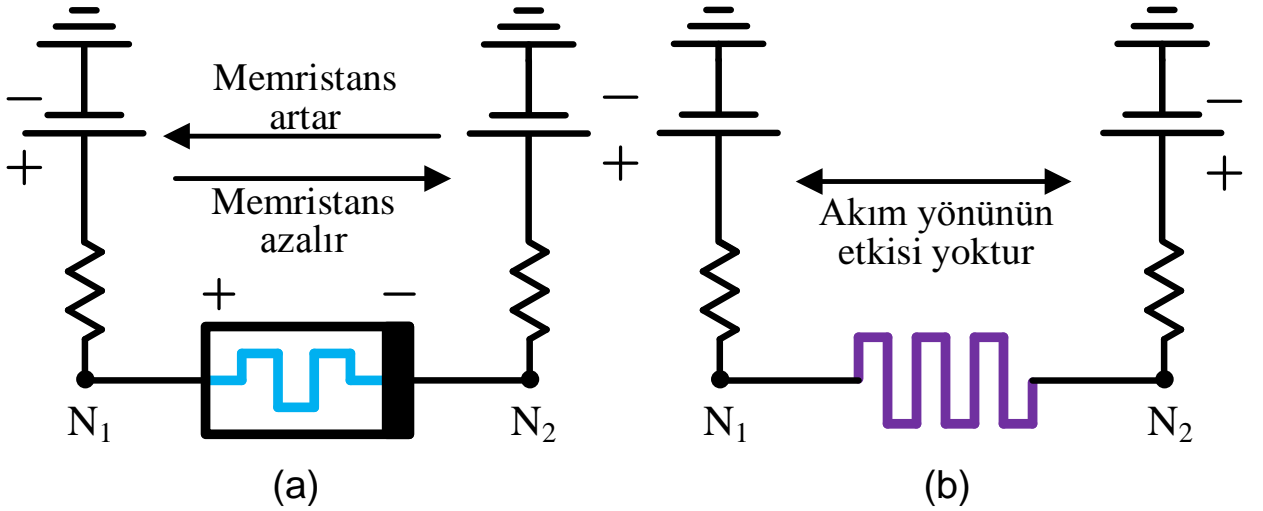 Memristans
artar
Memristans
azalır
− + − +
+ −
N₁ N₂
(a)
− +
Akım yönünün
etkisi yoktur
N₁ N₂
(b)